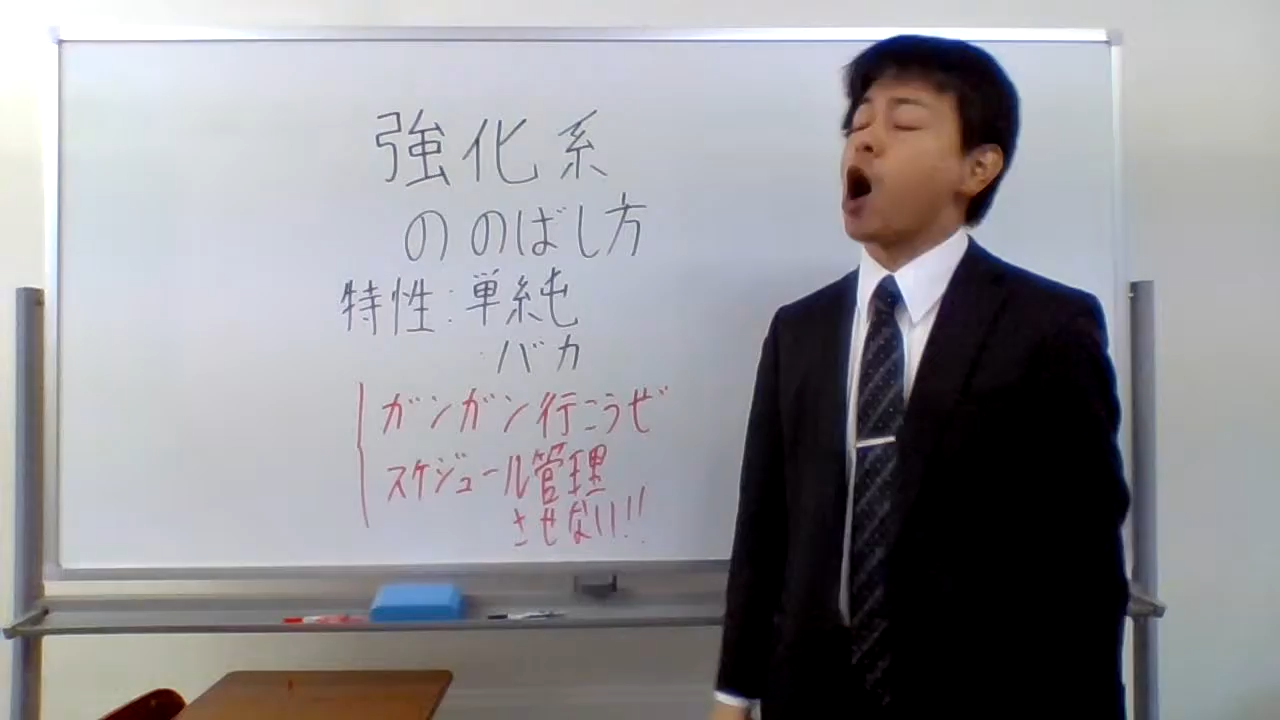 強化系
ののばし方
特性:単純
・バカ
ガンガン行こうぜ
スケジュール管理
させない!!